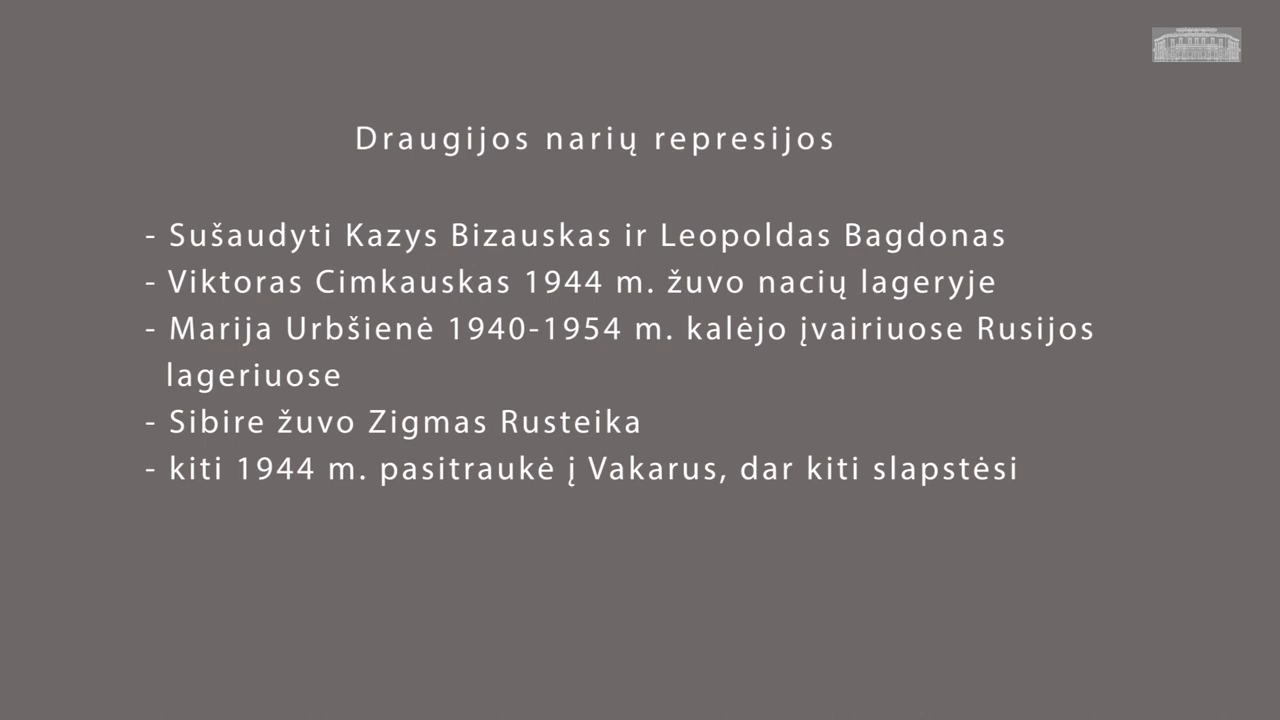 Draugijos narių represijos
- Sušaudyti Kazys Bizauskas ir Leopoldas Bagdonas
- Viktoras Cimkauskas 1944 m. žuvo nacių lageryje
- Marija Urbšienė 1940-1954 m. kalėjo įvairiuose Rusijos
lageriuose
- Sibire žuvo Zigmas Rusteika
- kiti 1944 m. pasitraukė į Vakarus, dar kiti slapstėsi